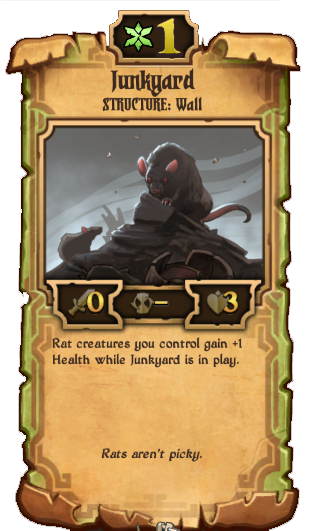 1
Junkyard
STRUCTURE: Wall
0 – 3
Rat creatures you control gain +1
Health while Junkyard is in play.
Rats aren't picky.